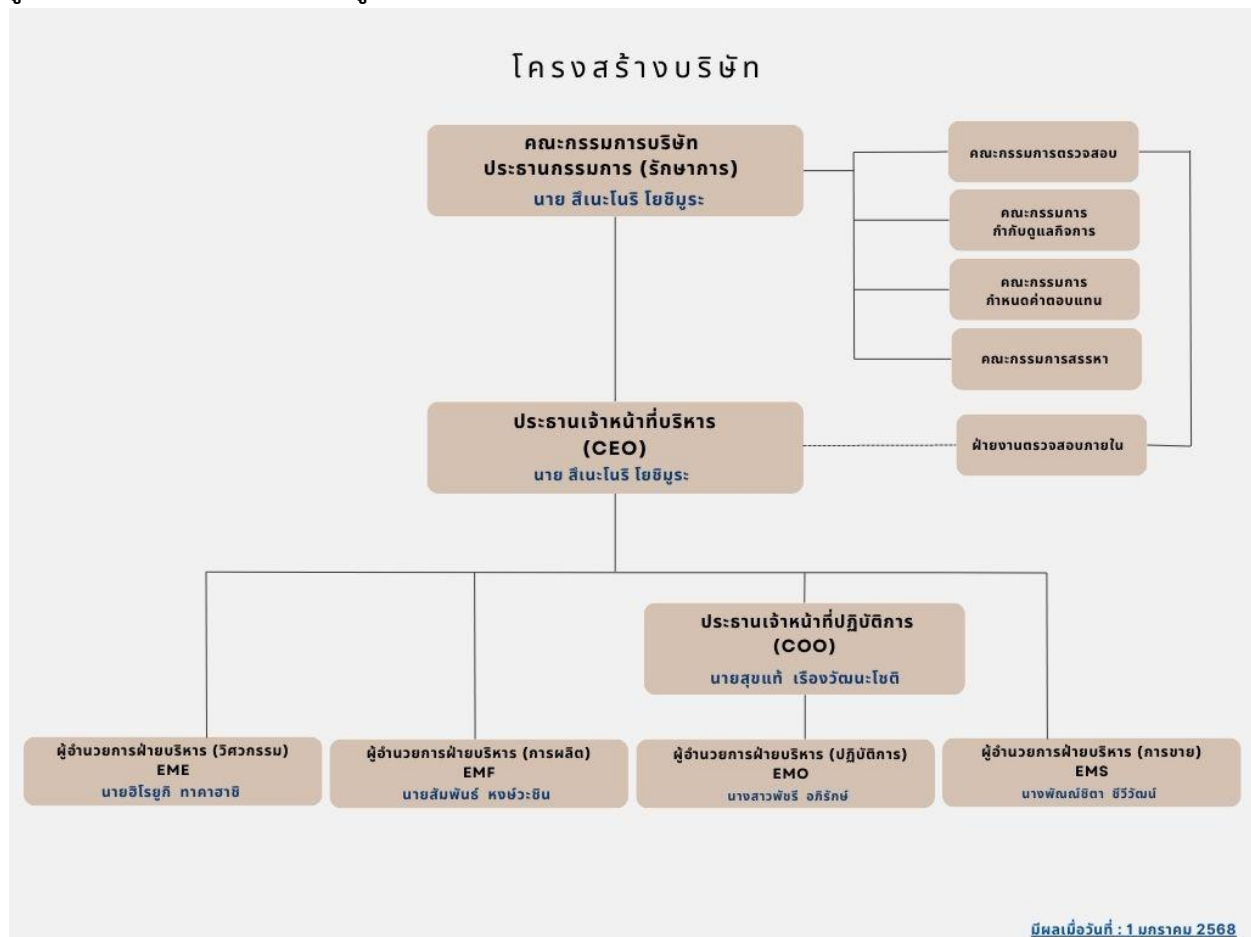 โครงสร้างบริษัท
คณะกรรมการบริษัท
ประธานกรรมการ (รักษาการ)
นาย สึเนะโนริ โยชิมูระ
คณะกรรมการตรวจสอบ
คณะกรรมการ
กำกับดูแลกิจการ
คณะกรรมการ
กำหนดค่าตอบแทน
คณะกรรมการสรรหา
ประธานเจ้าหน้าที่บริหาร
(CEO)
นาย สึเนะโนริ โยชิมูระ
ฝ่ายงานตรวจสอบภายใน
ประธานเจ้าหน้าที่ปฏิบัติการ
(COO)
นายสุขแท้ เรืองวัฒนะโชติ
ผู้อำนวยการฝ่ายบริหาร (วิศวกรรม)
EME
นายฮิโรยูกิ ทาคาฮาชิ
ผู้อำนวยการฝ่ายบริหาร (การผลิต)
EMF
นายสัมพันธ์ หงษ์วะชิน
ผู้อำนวยการฝ่ายบริหาร (ปฏิบัติการ)
EMO
นางสาวพัชรี อภิรักษ์
ผู้อำนวยการฝ่ายบริหาร (การขาย)
EMS
นางพิณณ์ชิตา ชีวีวัฒน์
มีผลเมื่อวันที่ : 1 มกราคม 2568